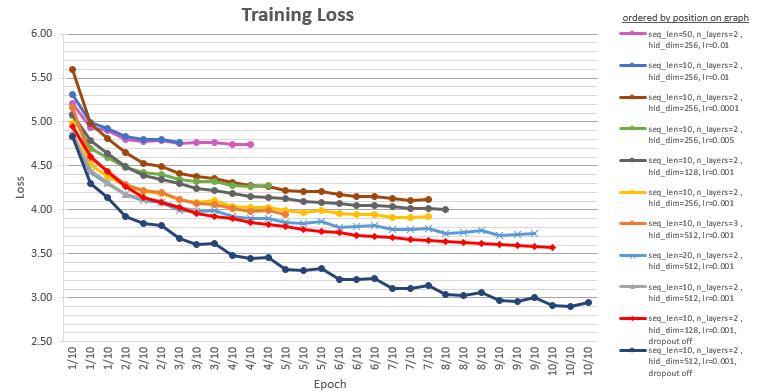 Training Loss
ordered by position on graph
6.00
5.50
5.00
4.50
4.00
3.50
3.00
2.50
Loss
1/10
1/10
1/10
2/10
2/10
2/10
3/10
3/10
3/10
4/10
4/10
4/10
5/10
5/10
5/10
6/10
6/10
6/10
7/10
7/10
7/10
8/10
8/10
8/10
9/10
9/10
9/10
10/10
10/10
10/10
Epoch
seq_len=50, n_layers=2 ,
hid_dim=256, lr=0.01
seq_len=10, n_layers=2 ,
hid_dim=256, lr=0.01
seq_len=10, n_layers=2 ,
hid_dim=256, lr=0.0001
seq_len=10, n_layers=2 ,
hid_dim=256, lr=0.005
seq_len=10, n_layers=2 ,
hid_dim=128, lr=0.001
seq_len=10, n_layers=2 ,
hid_dim=256, lr=0.001
seq_len=10, n_layers=3 ,
hid_dim=512, lr=0.001
seq_len=20, n_layers=2 ,
hid_dim=512, lr=0.001
seq_len=10, n_layers=2 ,
hid_dim=512, lr=0.001
seq_len=10, n_layers=2 ,
hid_dim=128, lr=0.001,
dropout off
seq_len=10, n_layers=2 ,
hid_dim=512, lr=0.001,
dropout off